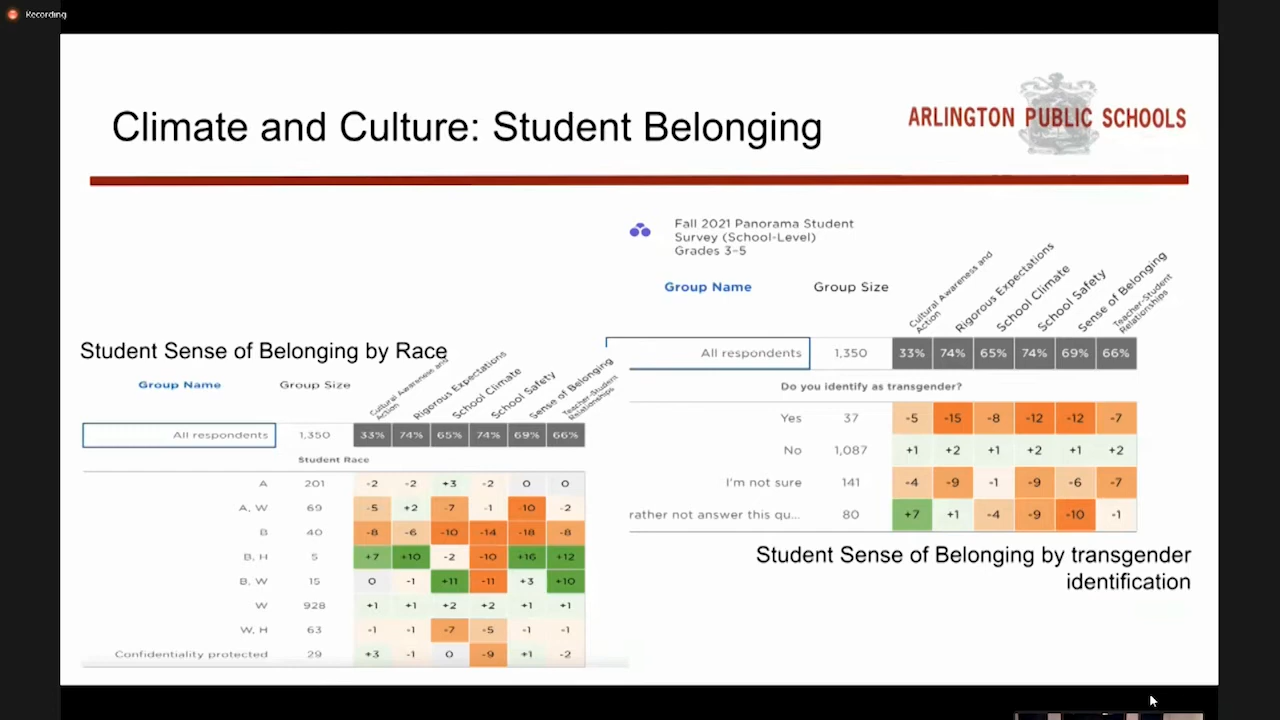 Recording
Climate and Culture: Student Belonging
ARLINGTON PUBLIC SCHOOLS
Fall 2021 Panorama Student
Survey (School-Level)
Grades 3–5
Group Name Group Size Cultural Awareness and Action Rigorous Expectations School Climate School Safety Sense of Belonging Teacher-Student Relationships
All respondents 1,350 33% 74% 65% 74% 69% 66%
Do you identify as transgender?
Yes 37 -5 -15 -8 -12 -12 -7
No 1,087 +1 +2 +1 +2 +1 +2
I'm not sure 141 -4 -9 -1 -9 -6 -7
rather not answer this qu... 80 +7 +1 -4 -9 -10 -1
Student Sense of Belonging by transgender
identification
Student Sense of Belonging by Race
Group Name Group Size Cultural Awareness and Action Rigorous Expectations School Climate School Safety Sense of Belonging Teacher-Student Relationships
All respondents 1,350 33% 74% 65% 74% 69% 66%
Student Race
A 201 -2 -2 +3 -2 0 0
A, W 69 -5 +2 -7 -1 -10 -2
B 40 -8 -6 -10 -14 -18 -8
B, H 5 +7 +10 -2 -10 +16 +12
B, W 15 0 -1 +11 -11 +3 +10
W 928 +1 +1 +2 +2 +1 +1
W, H 63 -1 -1 -7 -5 -1 -1
Confidentiality protected 29 +3 -1 0 -9 +1 -2